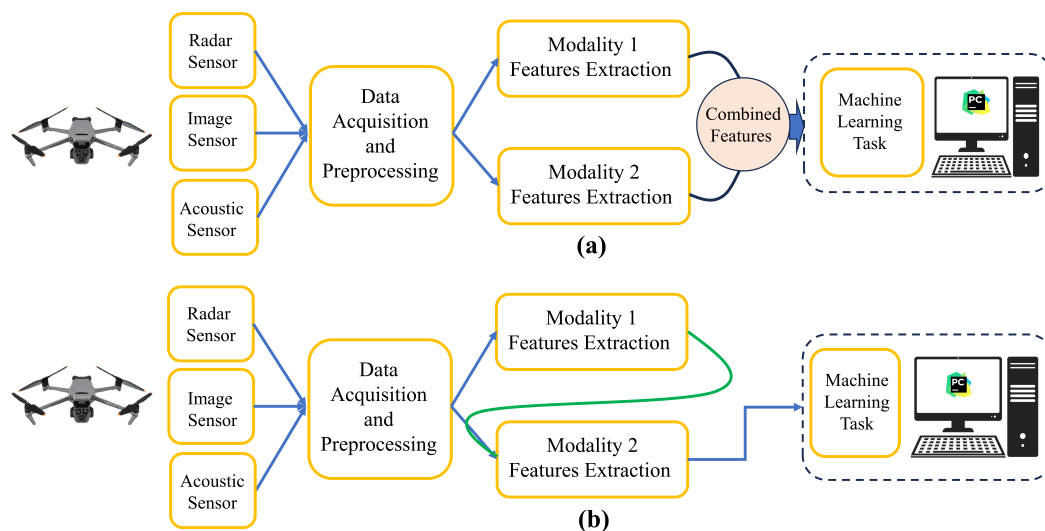 Radar
Sensor
Image
Sensor
Acoustic
Sensor
Data
Acquisition
and
Preprocessing
Modality 1
Features Extraction
Modality 2
Features Extraction
Combined
Features
Machine
Learning
Task
PC
(a)
Radar
Sensor
Image
Sensor
Acoustic
Sensor
Data
Acquisition
and
Preprocessing
Modality 1
Features Extraction
Modality 2
Features Extraction
Machine
Learning
Task
PC
(b)